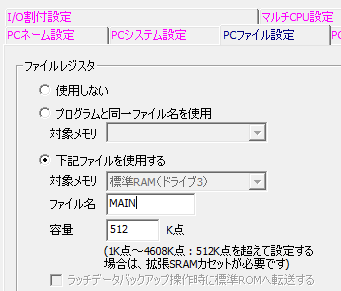 I/O割付設定 マルチCPU設定
PCネーム設定 PCシステム設定 PCファイル設定
ファイルレジスタ
使用しない
プログラムと同一ファイル名を使用
対象メモリ
下記ファイルを使用する
対象メモリ 標準RAM(ドライブ3)
ファイル名 MAIN
容量 512 K点
(1K点~4608K点:512K点を超えて設定する
場合は、拡張SRAMカセットが必要です)
ラッチデータバックアップ操作時に標準ROMへ転送する